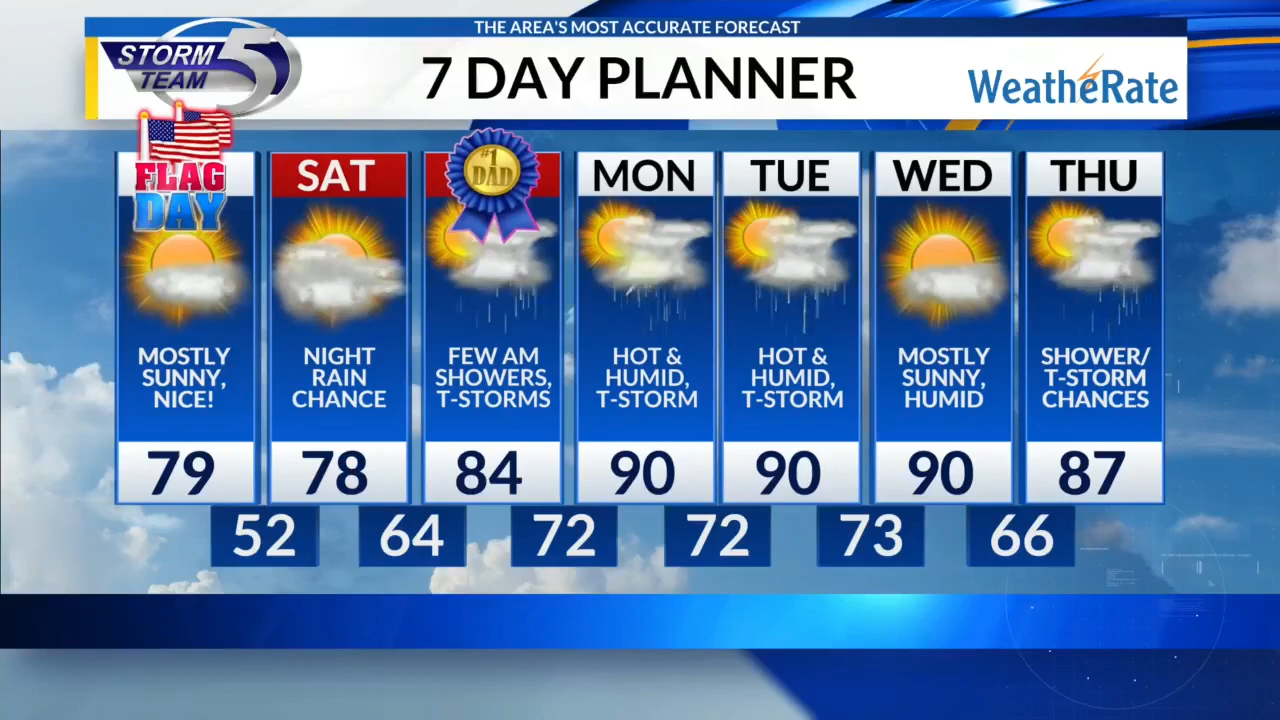 THE AREA'S MOST ACCURATE FORECAST
STORM TEAM 5
7 DAY PLANNER
WeatheRate
FLAG DAY
SAT
#1 DAD
MON
TUE
WED
THU
MOSTLY
SUNNY,
NICE!
NIGHT
RAIN
CHANCE
FEW AM
SHOWERS,
T-STORMS
HOT &
HUMID,
T-STORM
HOT &
HUMID,
T-STORM
MOSTLY
SUNNY,
HUMID
SHOWER/
T-STORM
CHANCES
79 78 84 90 90 90 87
52 64 72 72 73 66